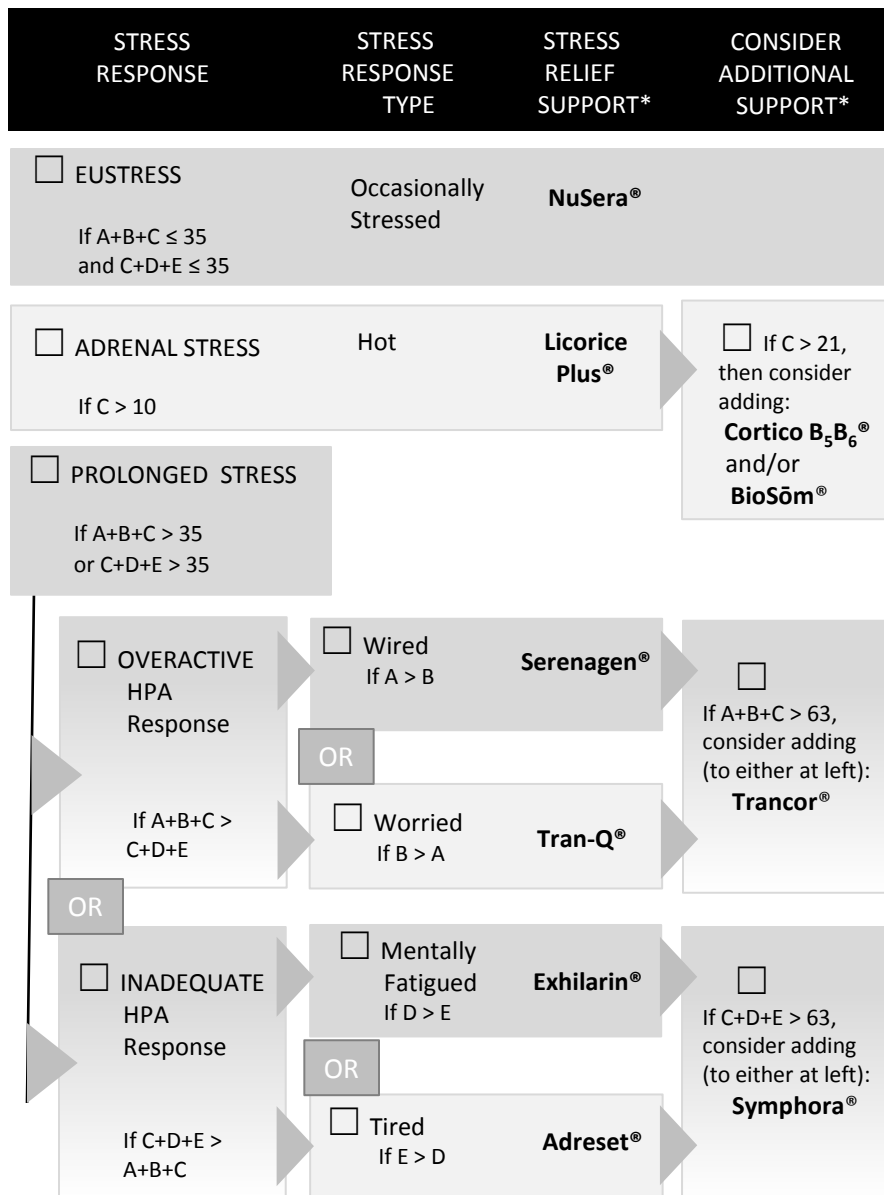 STRESS RESPONSE
STRESS RESPONSE TYPE
STRESS RELIEF SUPPORT*
CONSIDER ADDITIONAL SUPPORT*
☐ EUSTRESS
If A+B+C ≤ 35
and C+D+E ≤ 35
Occasionally
Stressed
NuSera®
☐ ADRENAL STRESS
If C > 10
Hot
Licorice
Plus®
☐ If C > 21,
then consider
adding:
Cortico B₅B₆®
and/or
BioSōm®
☐ PROLONGED STRESS
If A+B+C > 35
or C+D+E > 35
☐ OVERACTIVE
HPA
Response
If A+B+C >
C+D+E
☐ Wired
If A > B
Serenagen®
OR
☐ Worried
If B > A
Tran-Q®
☐
If A+B+C > 63,
consider adding
(to either at left):
Trancor®
OR
☐ INADEQUATE
HPA
Response
If C+D+E >
A+B+C
☐ Mentally
Fatigued
If D > E
Exhilarin®
OR
☐ Tired
If E > D
Adreset®
☐
If C+D+E > 63,
consider adding
(to either at left):
Symphora®